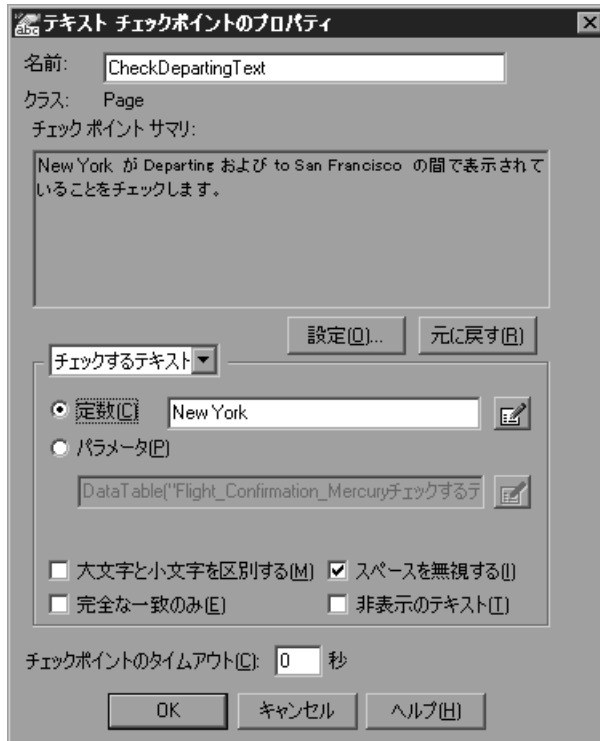 テキスト チェックポイントのプロパティ
名前: CheckDepartingText
クラス: Page
チェックポイント サマリ:
New York が Departing および to San Francisco の間で表示されて
いることをチェックします。
設定(O)... 元に戻す(R)
チェックするテキスト
定数(C) New York
パラメータ(P)
DataTable("Flight_Confirmation_Mercuryチェックするテ
大文字と小文字を区別する(M) スペースを無視する(I)
完全な一致のみ(E) 非表示のテキスト(T)
チェックポイントのタイムアウト(C): 0 秒
OK キャンセル ヘルプ(H)